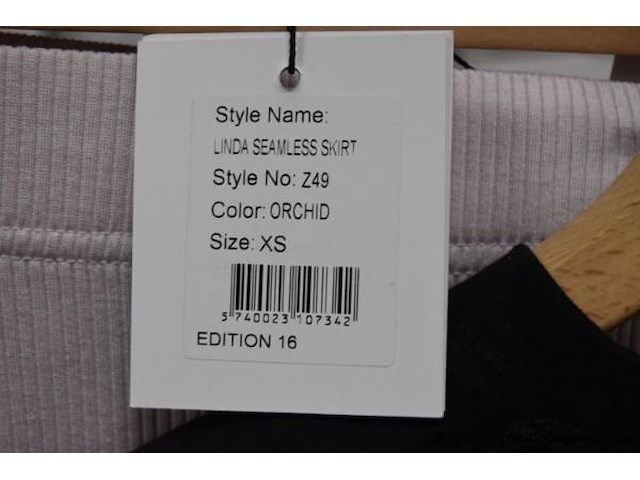 Style Name:
LINDA SEAMLESS SKIRT
Style No: Z49
Color: ORCHID
Size: XS
5 740023 107342
EDITION 16